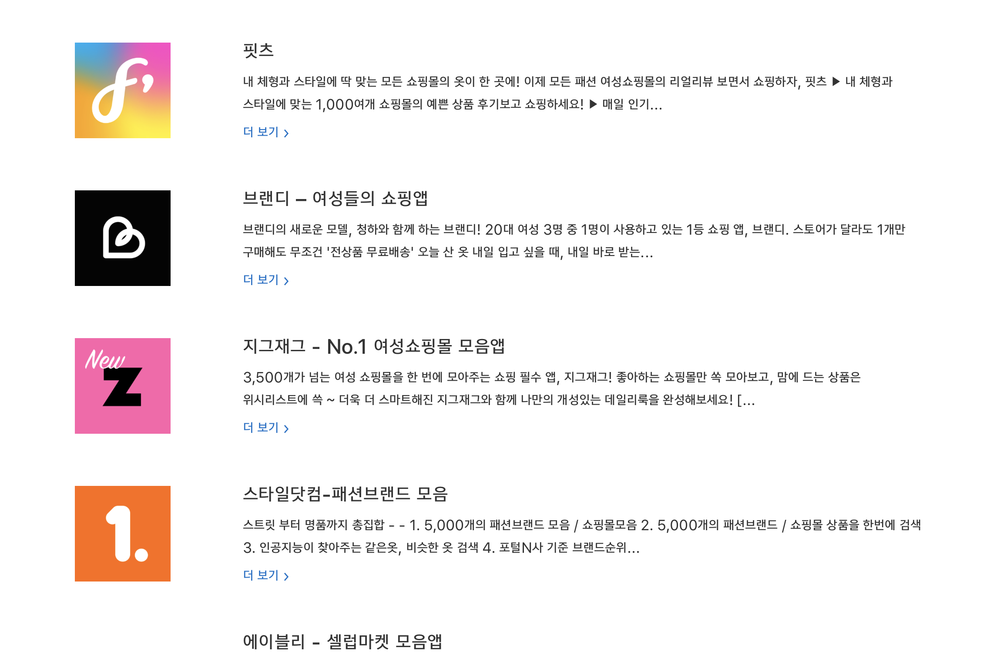 핏츠
내 체형과 스타일에 딱 맞는 모든 쇼핑몰의 옷이 한 곳에! 이제 모든 패션 여성쇼핑몰의 리얼리뷰 보면서 쇼핑하자, 핏츠 ▶ 내 체형과
스타일에 맞는 1,000여개 쇼핑몰의 예쁜 상품 후기보고 쇼핑하세요! ▶ 매일 인기...
더 보기 >
브랜디 – 여성들의 쇼핑앱
브랜디의 새로운 모델, 청하와 함께 하는 브랜디! 20대 여성 3명 중 1명이 사용하고 있는 1등 쇼핑 앱, 브랜디. 스토어가 달라도 1개만
구매해도 무조건 '전상품 무료배송' 오늘 산 옷 내일 입고 싶을 때, 내일 바로 받는...
더 보기 >
New
Z
지그재그 - No.1 여성쇼핑몰 모음앱
3,500개가 넘는 여성 쇼핑몰을 한 번에 모아주는 쇼핑 필수 앱, 지그재그! 좋아하는 쇼핑몰만 쏙 모아보고, 맘에 드는 상품은
위시리스트에 쏙 ~ 더욱 더 스마트해진 지그재그와 함께 나만의 개성있는 데일리룩을 완성해보세요! [...
더 보기 >
1.
스타일닷컴-패션브랜드 모음
스트릿 부터 명품까지 총집합 - - 1. 5,000개의 패션브랜드 모음 / 쇼핑몰모음 2. 5,000개의 패션브랜드 / 쇼핑몰 상품을 한번에 검색
3. 인공지능이 찾아주는 같은옷, 비슷한 옷 검색 4. 포털N사 기준 브랜드순위...
더 보기 >
에이블리 - 셀럽마켓 모음앱